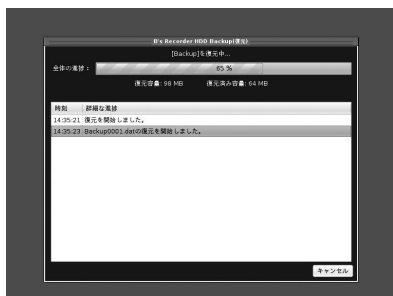 B's Recorder HDD Backup(復元)
[Backup]を復元中...
全体の進捗： 65 %
復元容量: 98 MB 復元済み容量: 64 MB
時刻 詳細な進捗
14:35:21 復元を開始しました。
14:35:23 Backup0001.datの復元を開始しました。
キャンセル